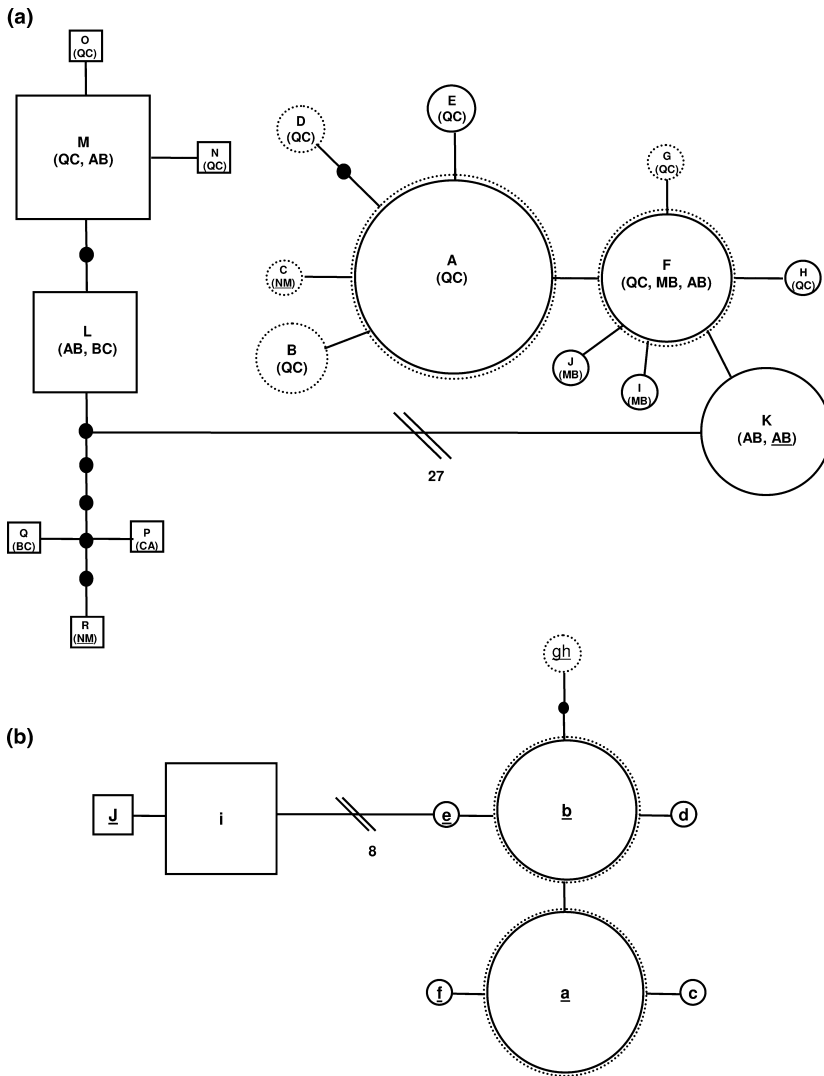 (a)
O
(QC)
M
(QC, AB)
N
(QC)
L
(AB, BC)
Q
(BC)
P
(CA)
R
(NM)
D
(QC)
E
(QC)
C
(NM)
A
(QC)
B
(QC)
G
(QC)
F
(QC, MB, AB)
H
(QC)
J
(MB)
I
(MB)
K
(AB, AB)
27
(b)
gh
J
i
8
e
b
d
f
a
c